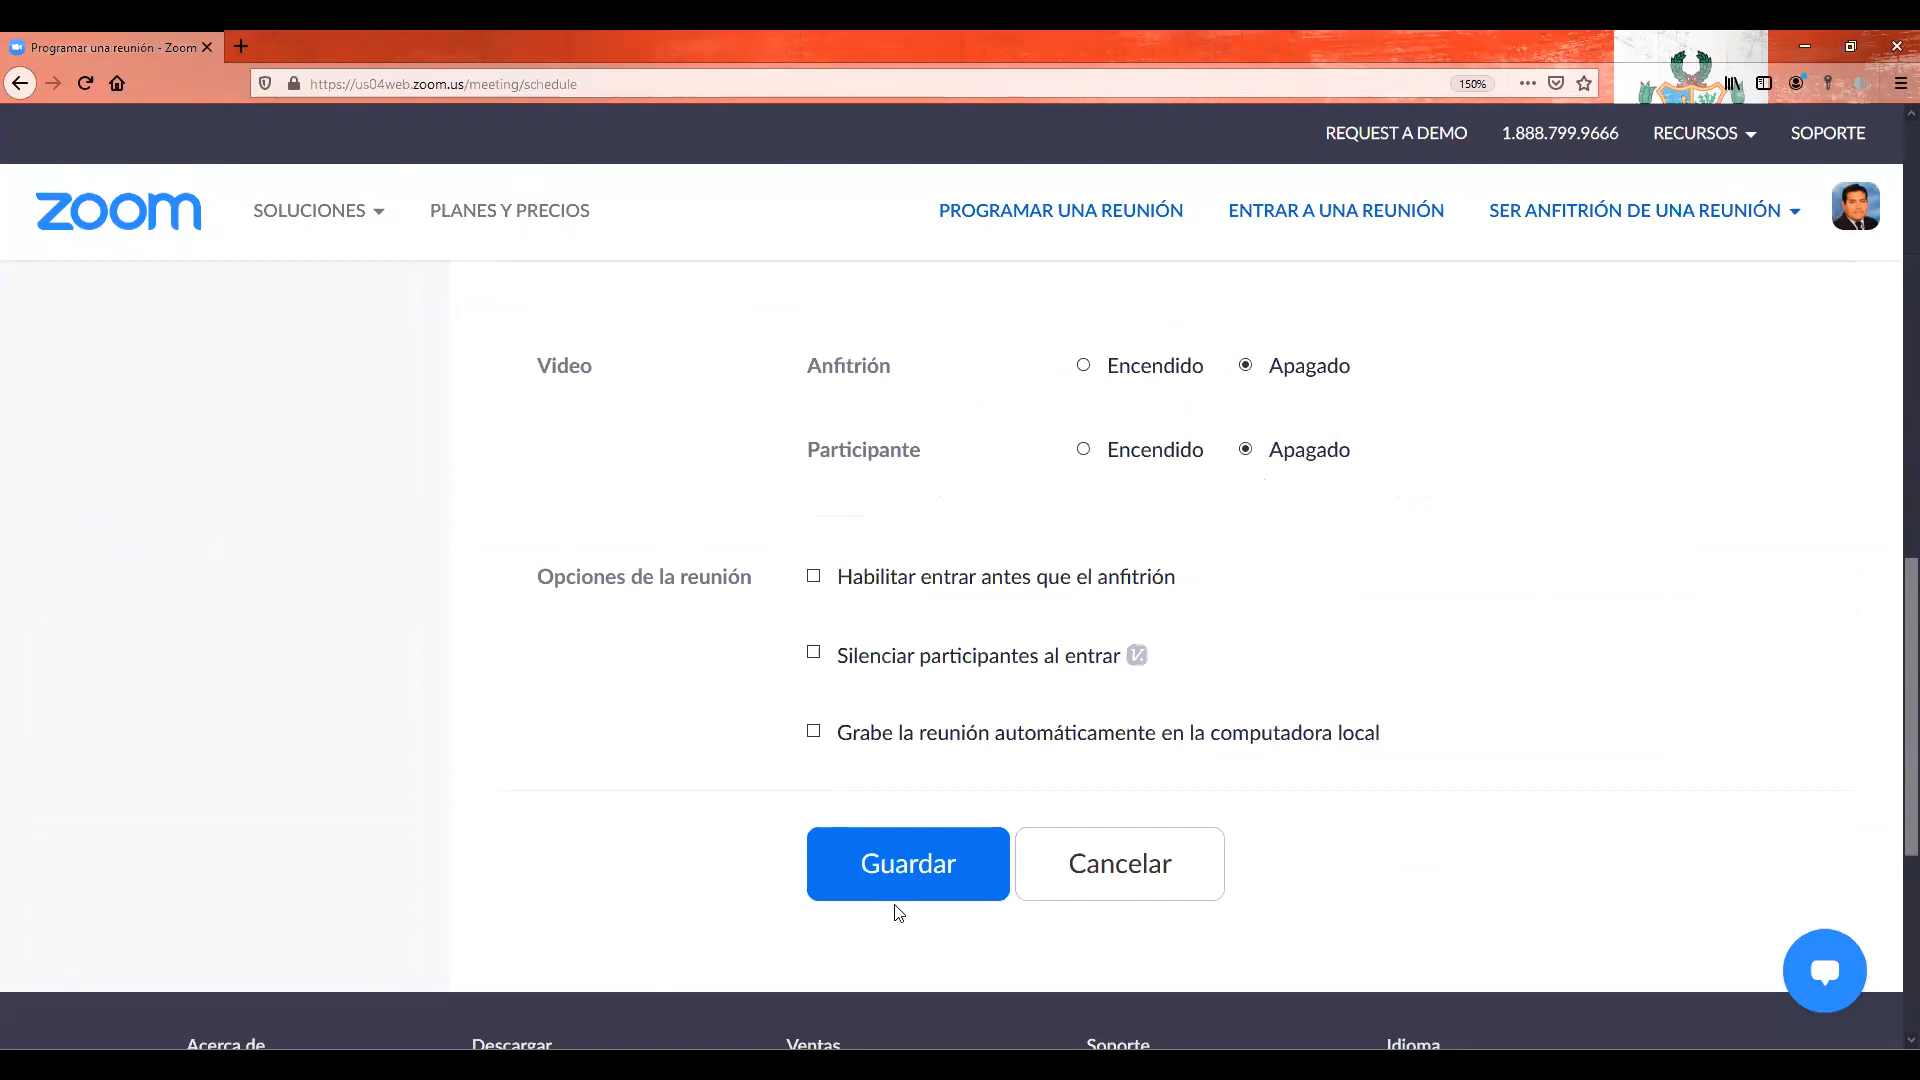 Programar una reunión - Zoom
https://us04web.zoom.us/meeting/schedule
150%
REQUEST A DEMO 1.888.799.9666 RECURSOS SOPORTE
zoom SOLUCIONES PLANES Y PRECIOS PROGRAMAR UNA REUNIÓN ENTRAR A UNA REUNIÓN SER ANFITRIÓN DE UNA REUNIÓN
Video Anfitrión Encendido Apagado
Participante Encendido Apagado
Opciones de la reunión Habilitar entrar antes que el anfitrión
Silenciar participantes al entrar
Grabe la reunión automáticamente en la computadora local
Guardar Cancelar
Acerca de Descargar Ventas Soporte Idioma